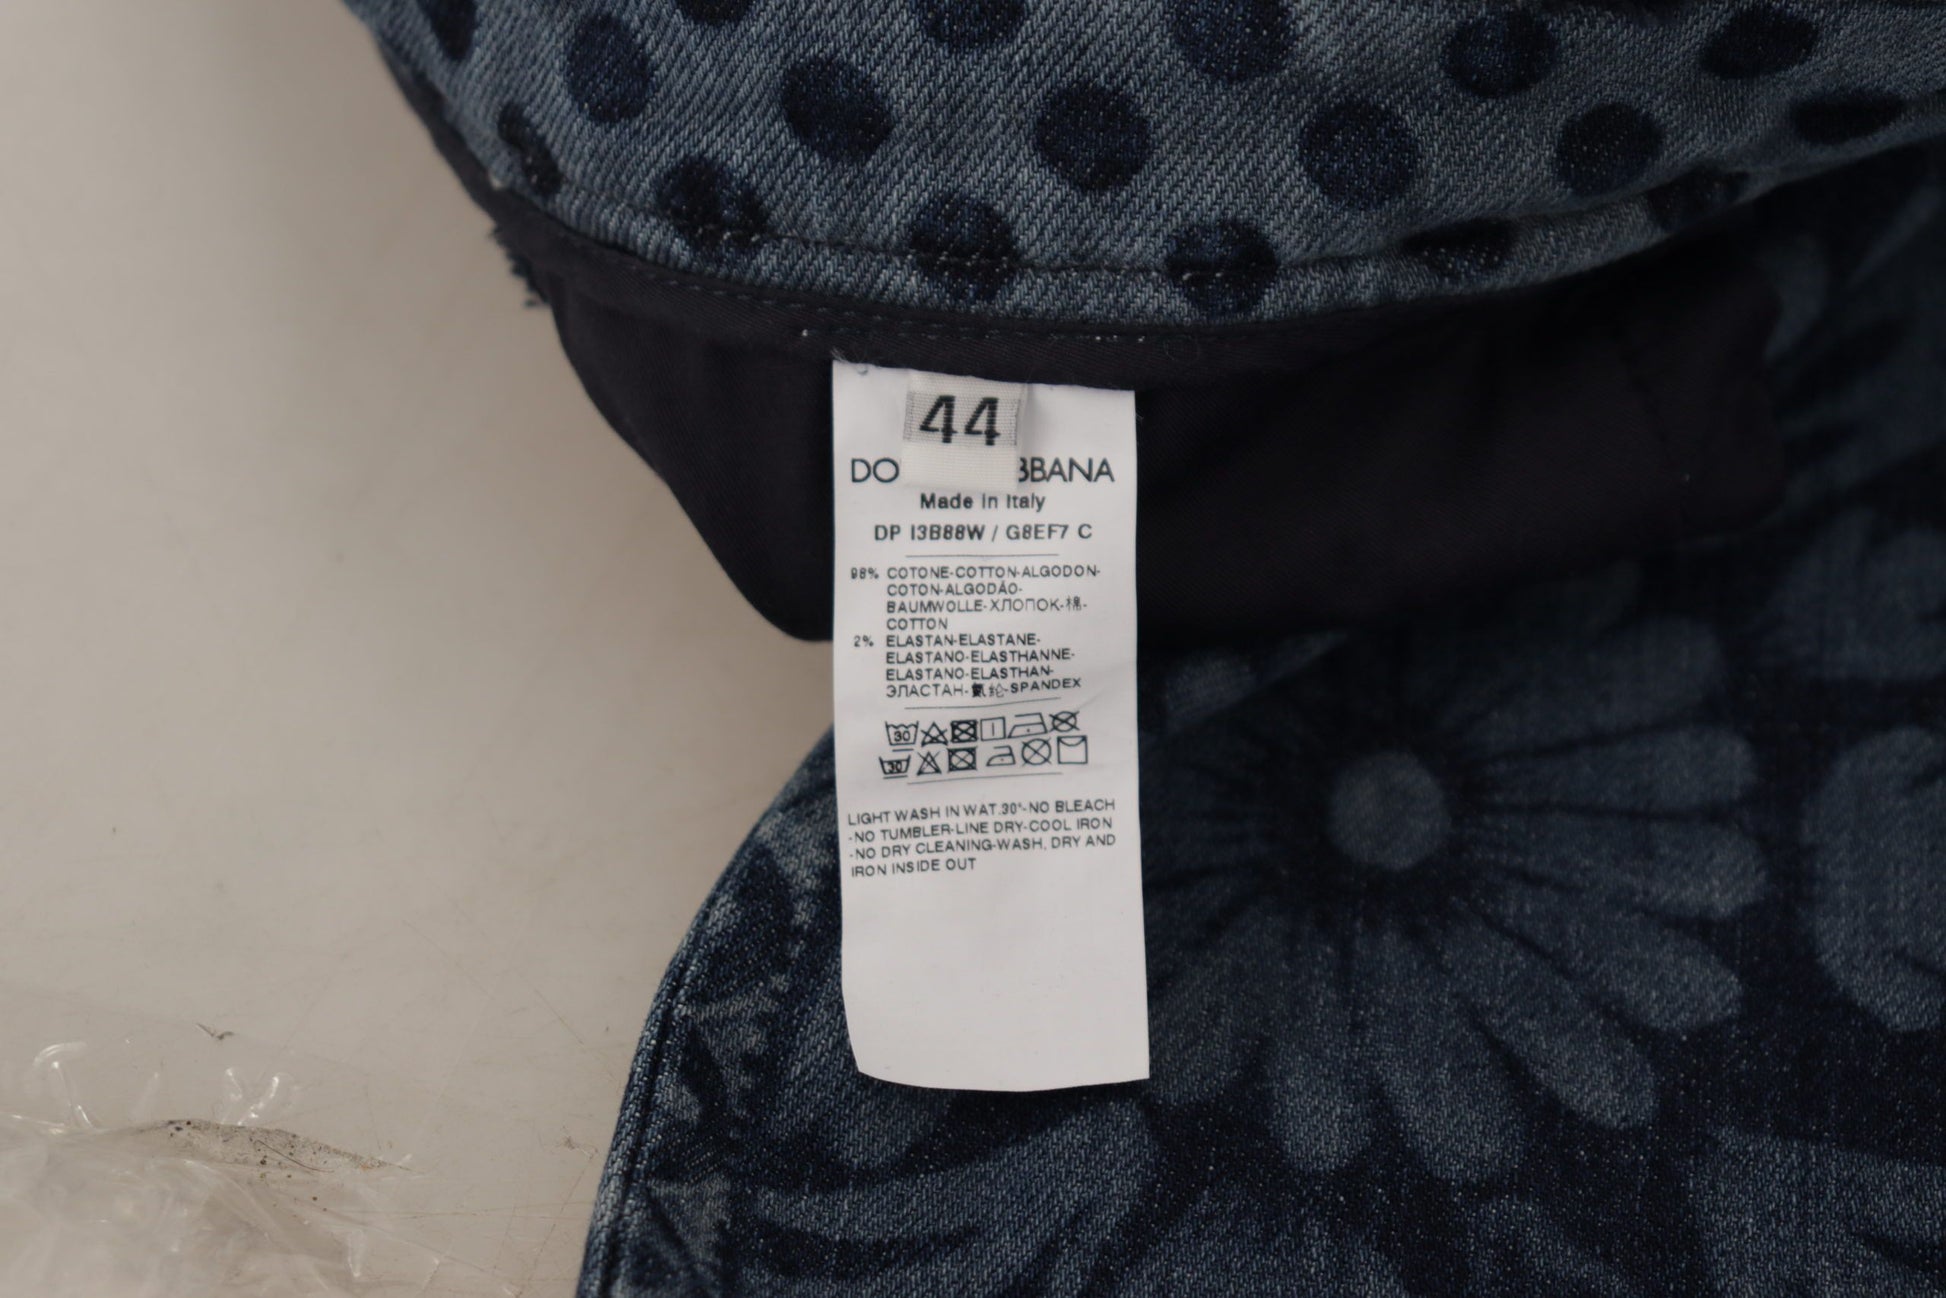 44
DO BBANA
Made in Italy
DP I3B88W / G8EF7 C
98% COTONE-COTTON-ALGODON-
COTON-ALGODÃO-
BAUMWOLLE-ХЛОПОК-棉-
COTTON
2% ELASTAN-ELASTANE-
ELASTANO-ELASTHANNE-
ELASTANO-ELASTHAN-
ЭЛАСТАН-氨纶-SPANDEX
30
30
LIGHT WASH IN WAT.30°-NO BLEACH
-NO TUMBLER-LINE DRY-COOL IRON
-NO DRY CLEANING-WASH, DRY AND
IRON INSIDE OUT